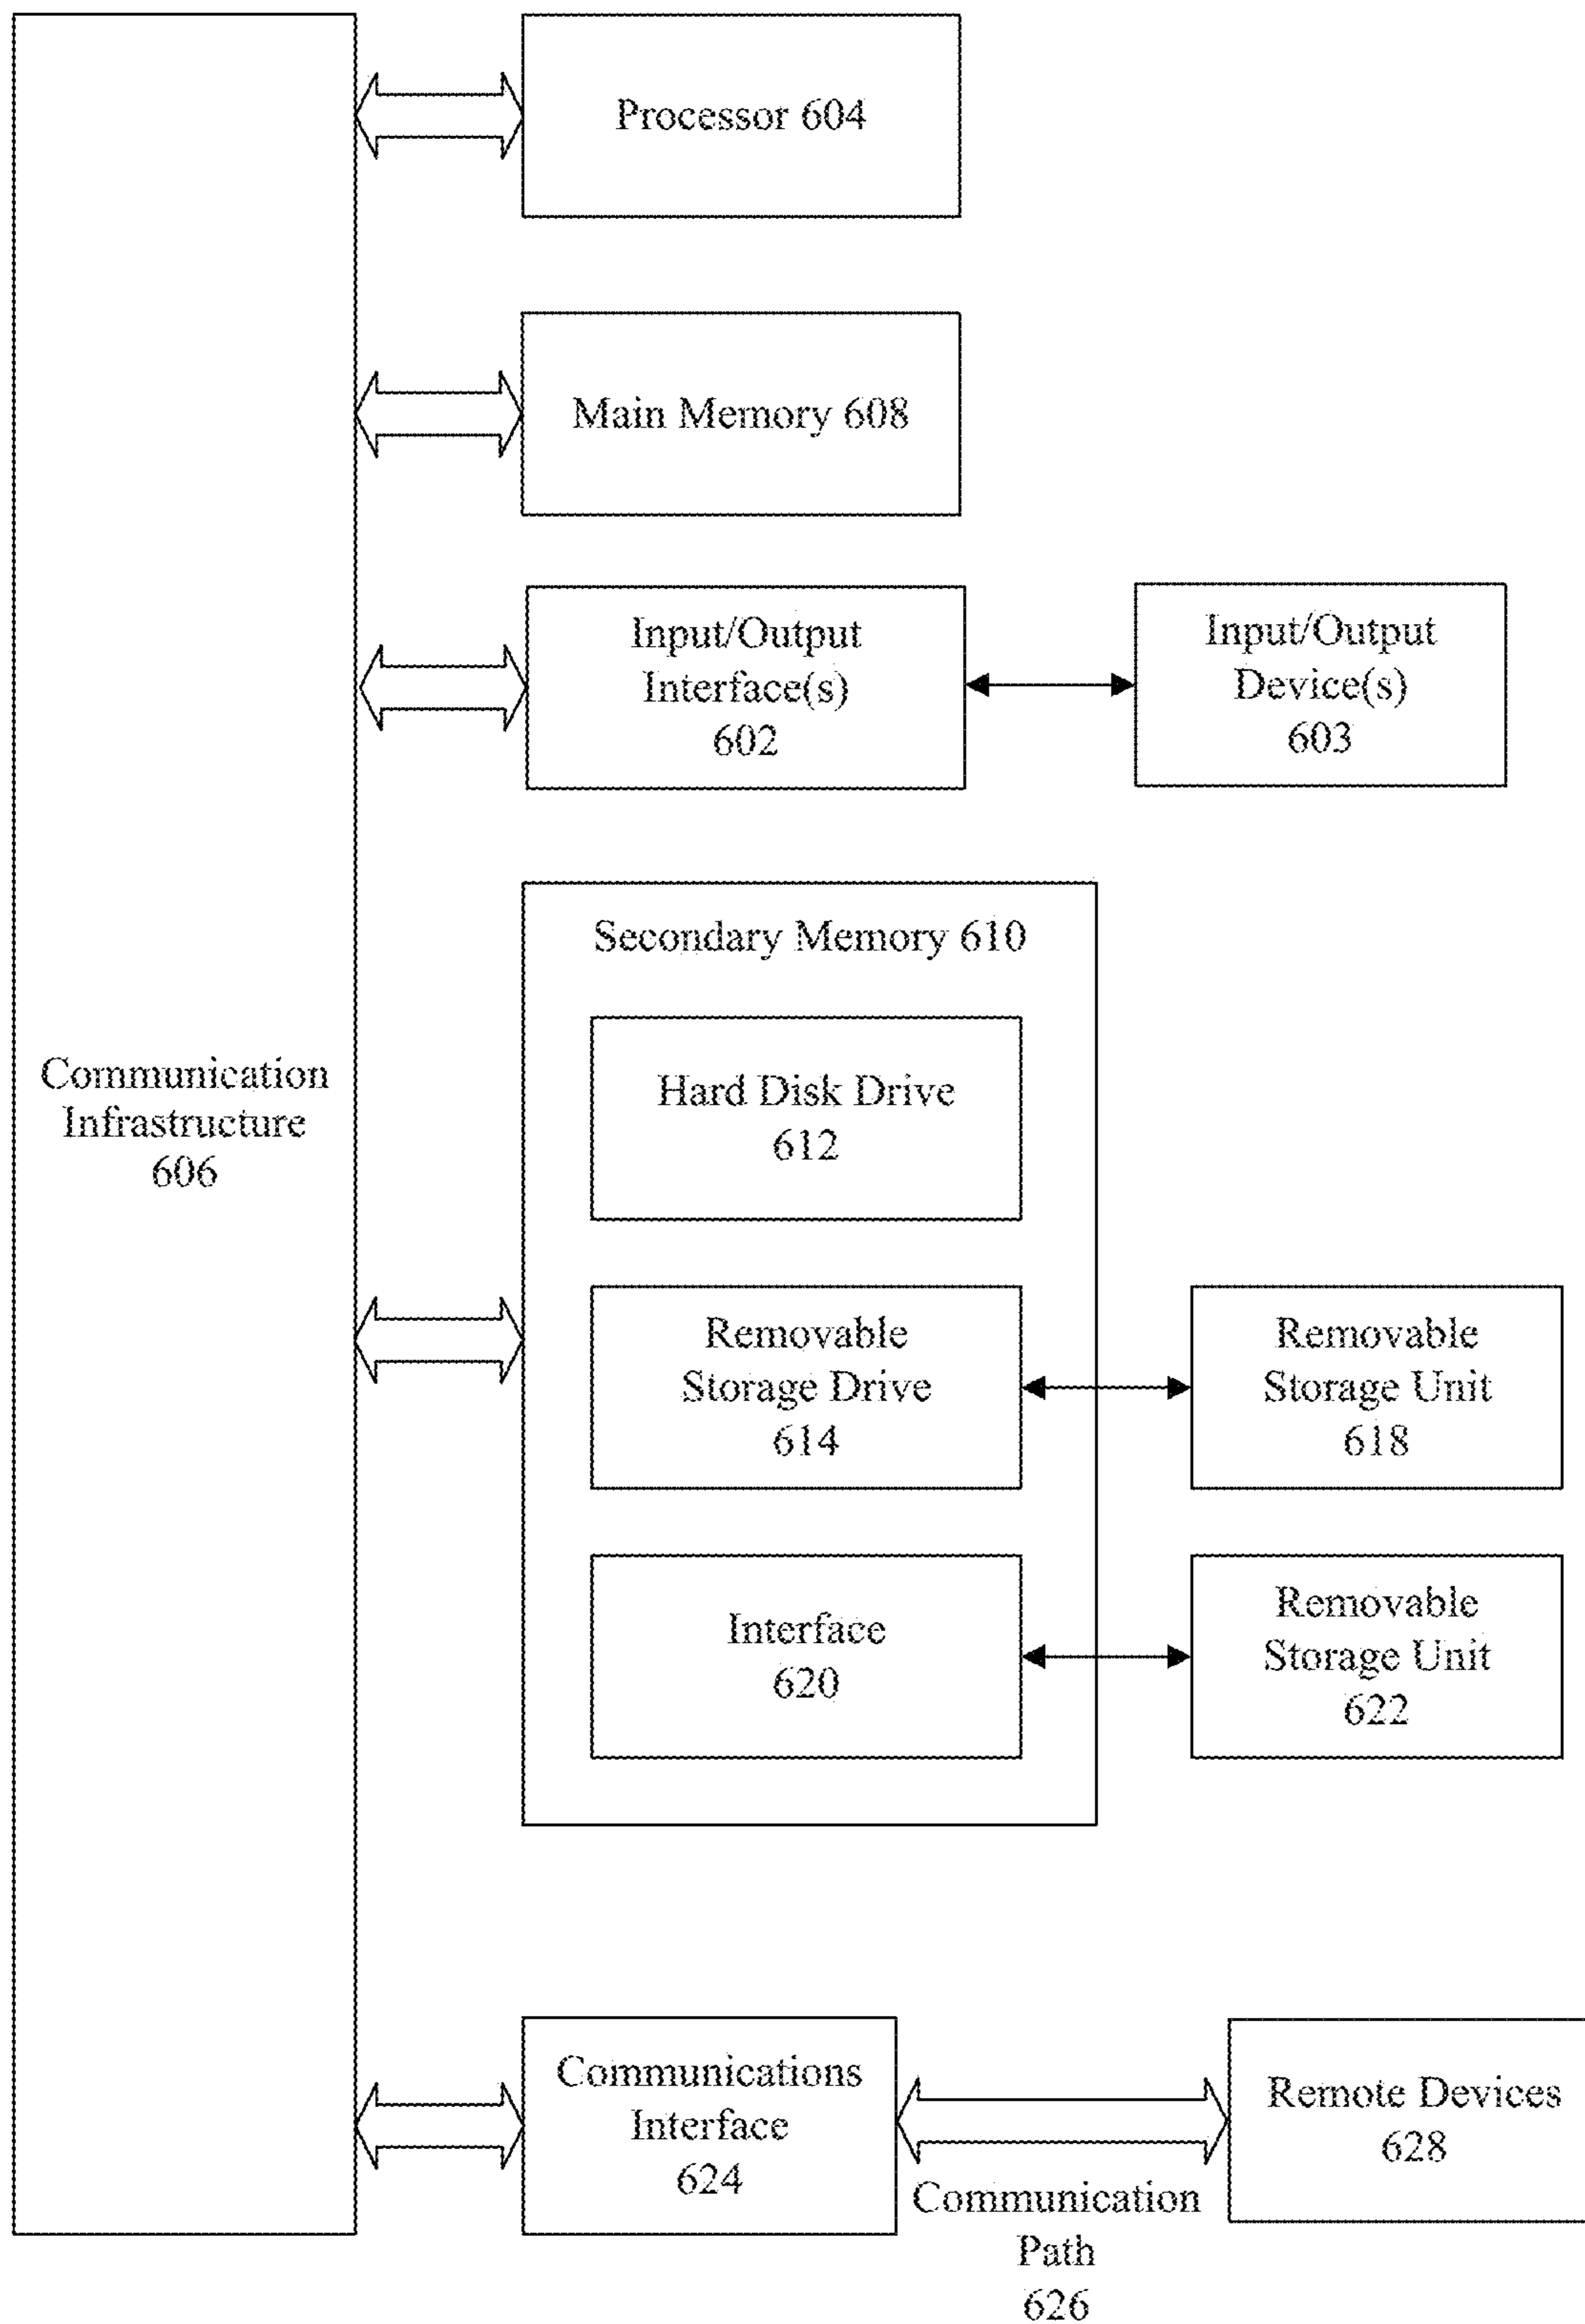 Processor 604
Main Memory 608
Input/Output
Interface(s)
602
Input/Output
Device(s)
603
Secondary Memory 610
Communication
Infrastructure
606
Hard Disk Drive
612
Removable
Storage Drive
614
Removable
Storage Unit
618
Interface
620
Removable
Storage Unit
622
Communications
Interface
624
Communication
Path
626
Remote Devices
628